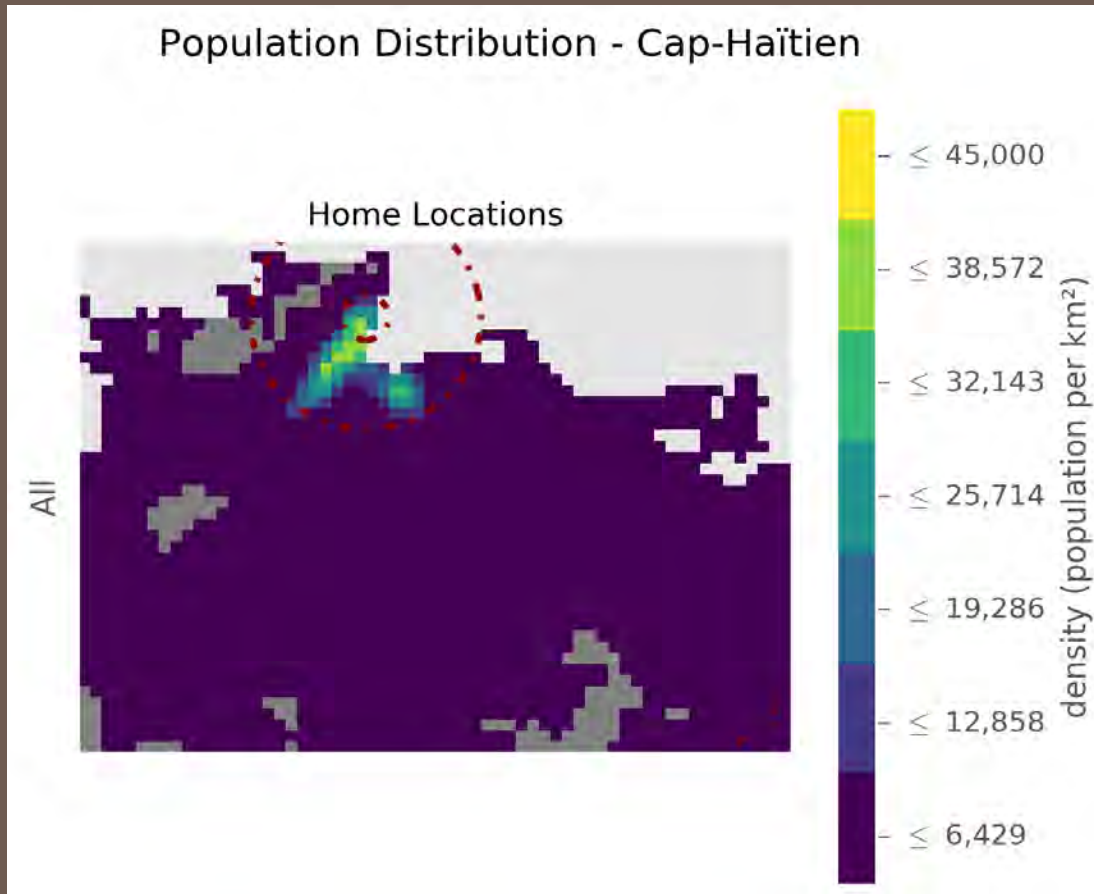 Population Distribution - Cap-Haïtien
Home Locations
All
≤ 45,000
≤ 38,572
≤ 32,143
≤ 25,714
≤ 19,286
≤ 12,858
≤ 6,429
density (population per km²)